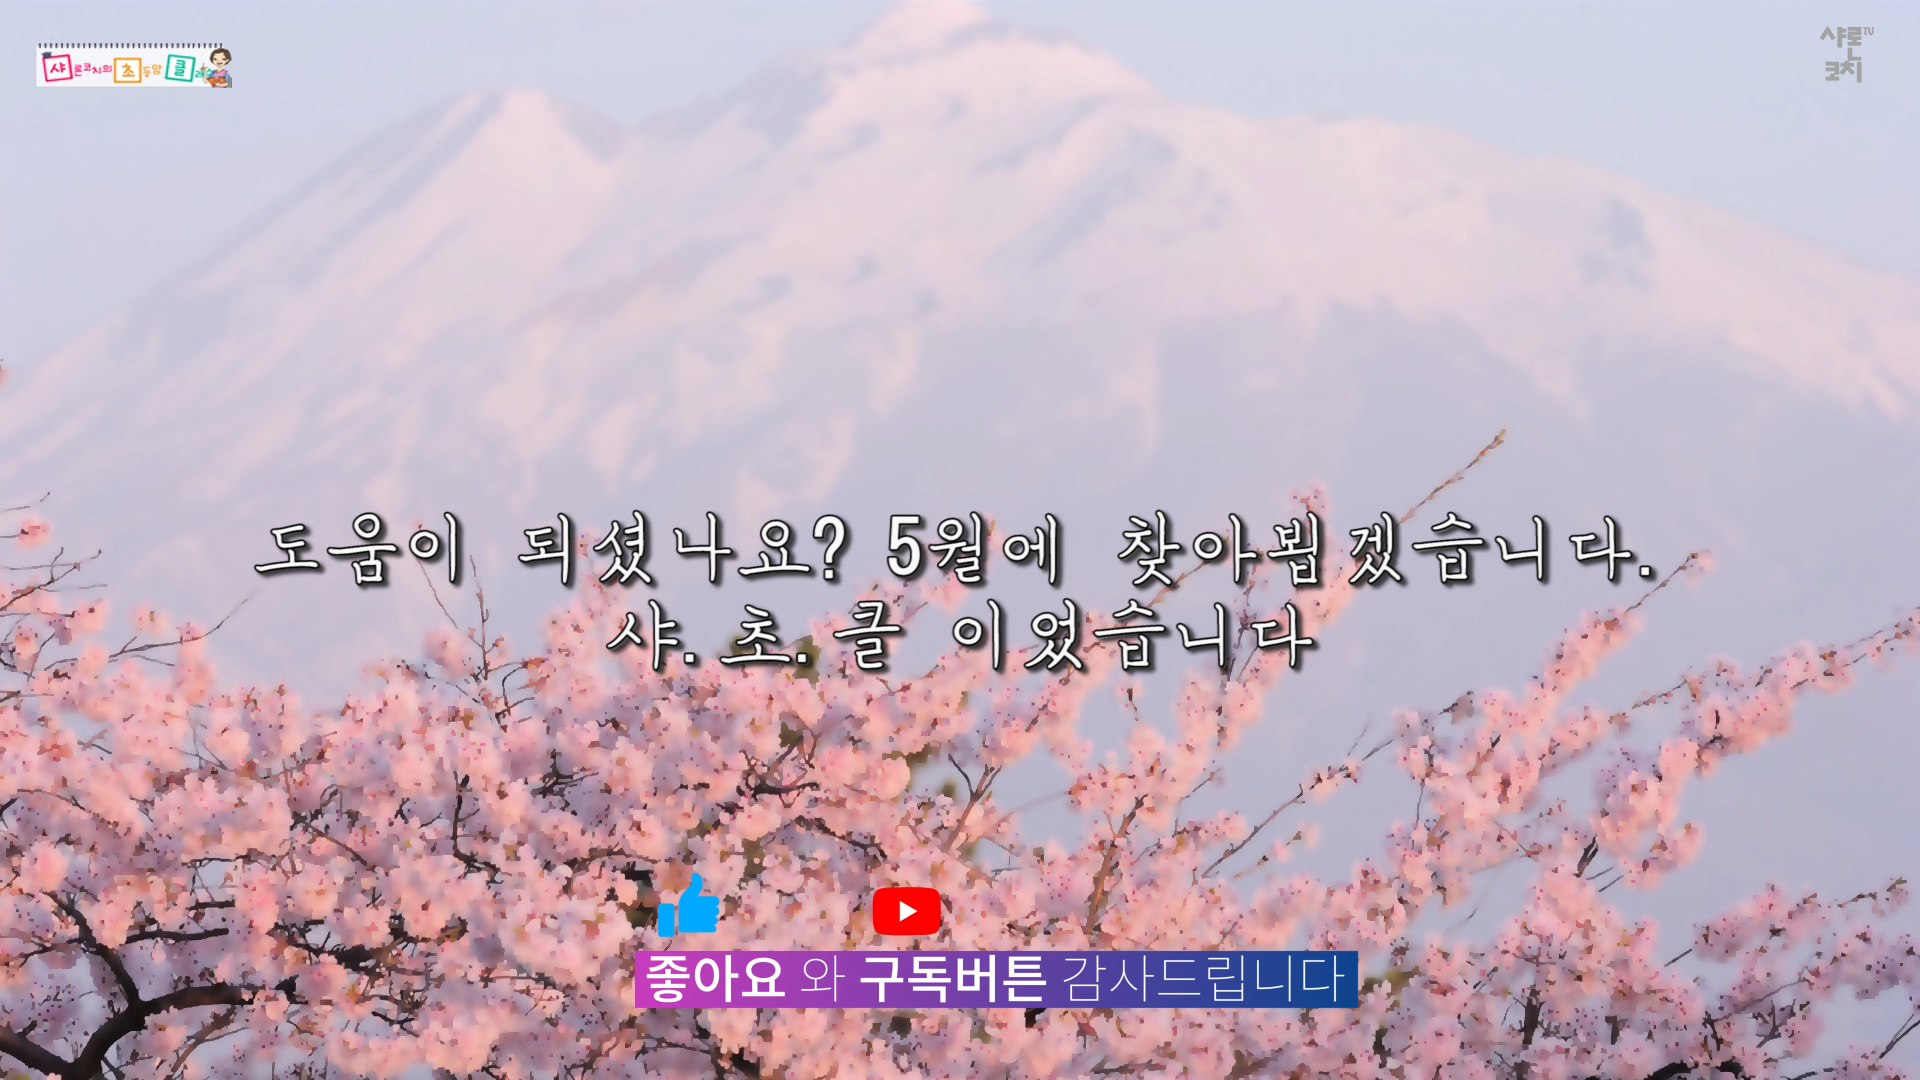 샤론코치의 초등맘 클래스
샤론TV
코치
도움이 되셨나요? 5월에 찾아뵙겠습니다.
샤.초.클 이었습니다
좋아요 와 구독버튼 감사드립니다